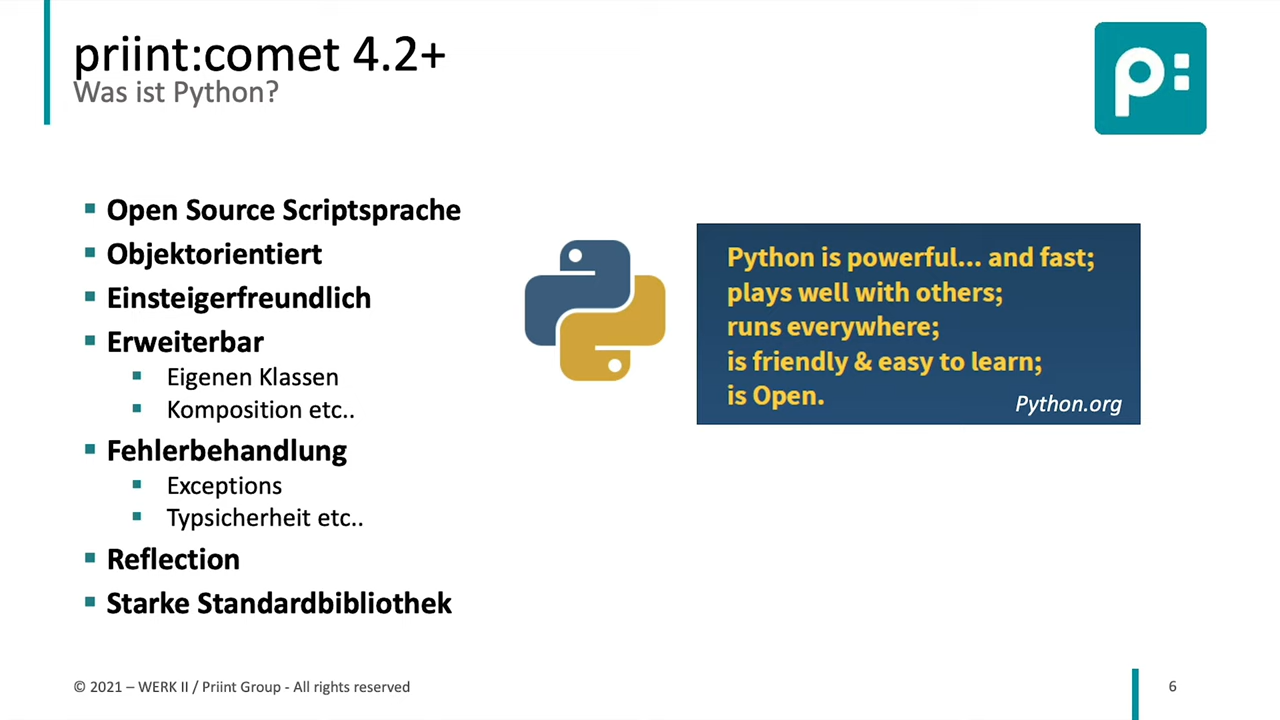 priint:comet 4.2+
Was ist Python?
p:
Open Source Scriptsprache
Objektorientiert
Einsteigerfreundlich
Erweiterbar
Eigenen Klassen
Komposition etc..
Fehlerbehandlung
Exceptions
Typsicherheit etc..
Reflection
Starke Standardbibliothek
Python is powerful... and fast;
plays well with others;
runs everywhere;
is friendly & easy to learn;
is Open.
Python.org
© 2021 – WERK II / Priint Group - All rights reserved
6